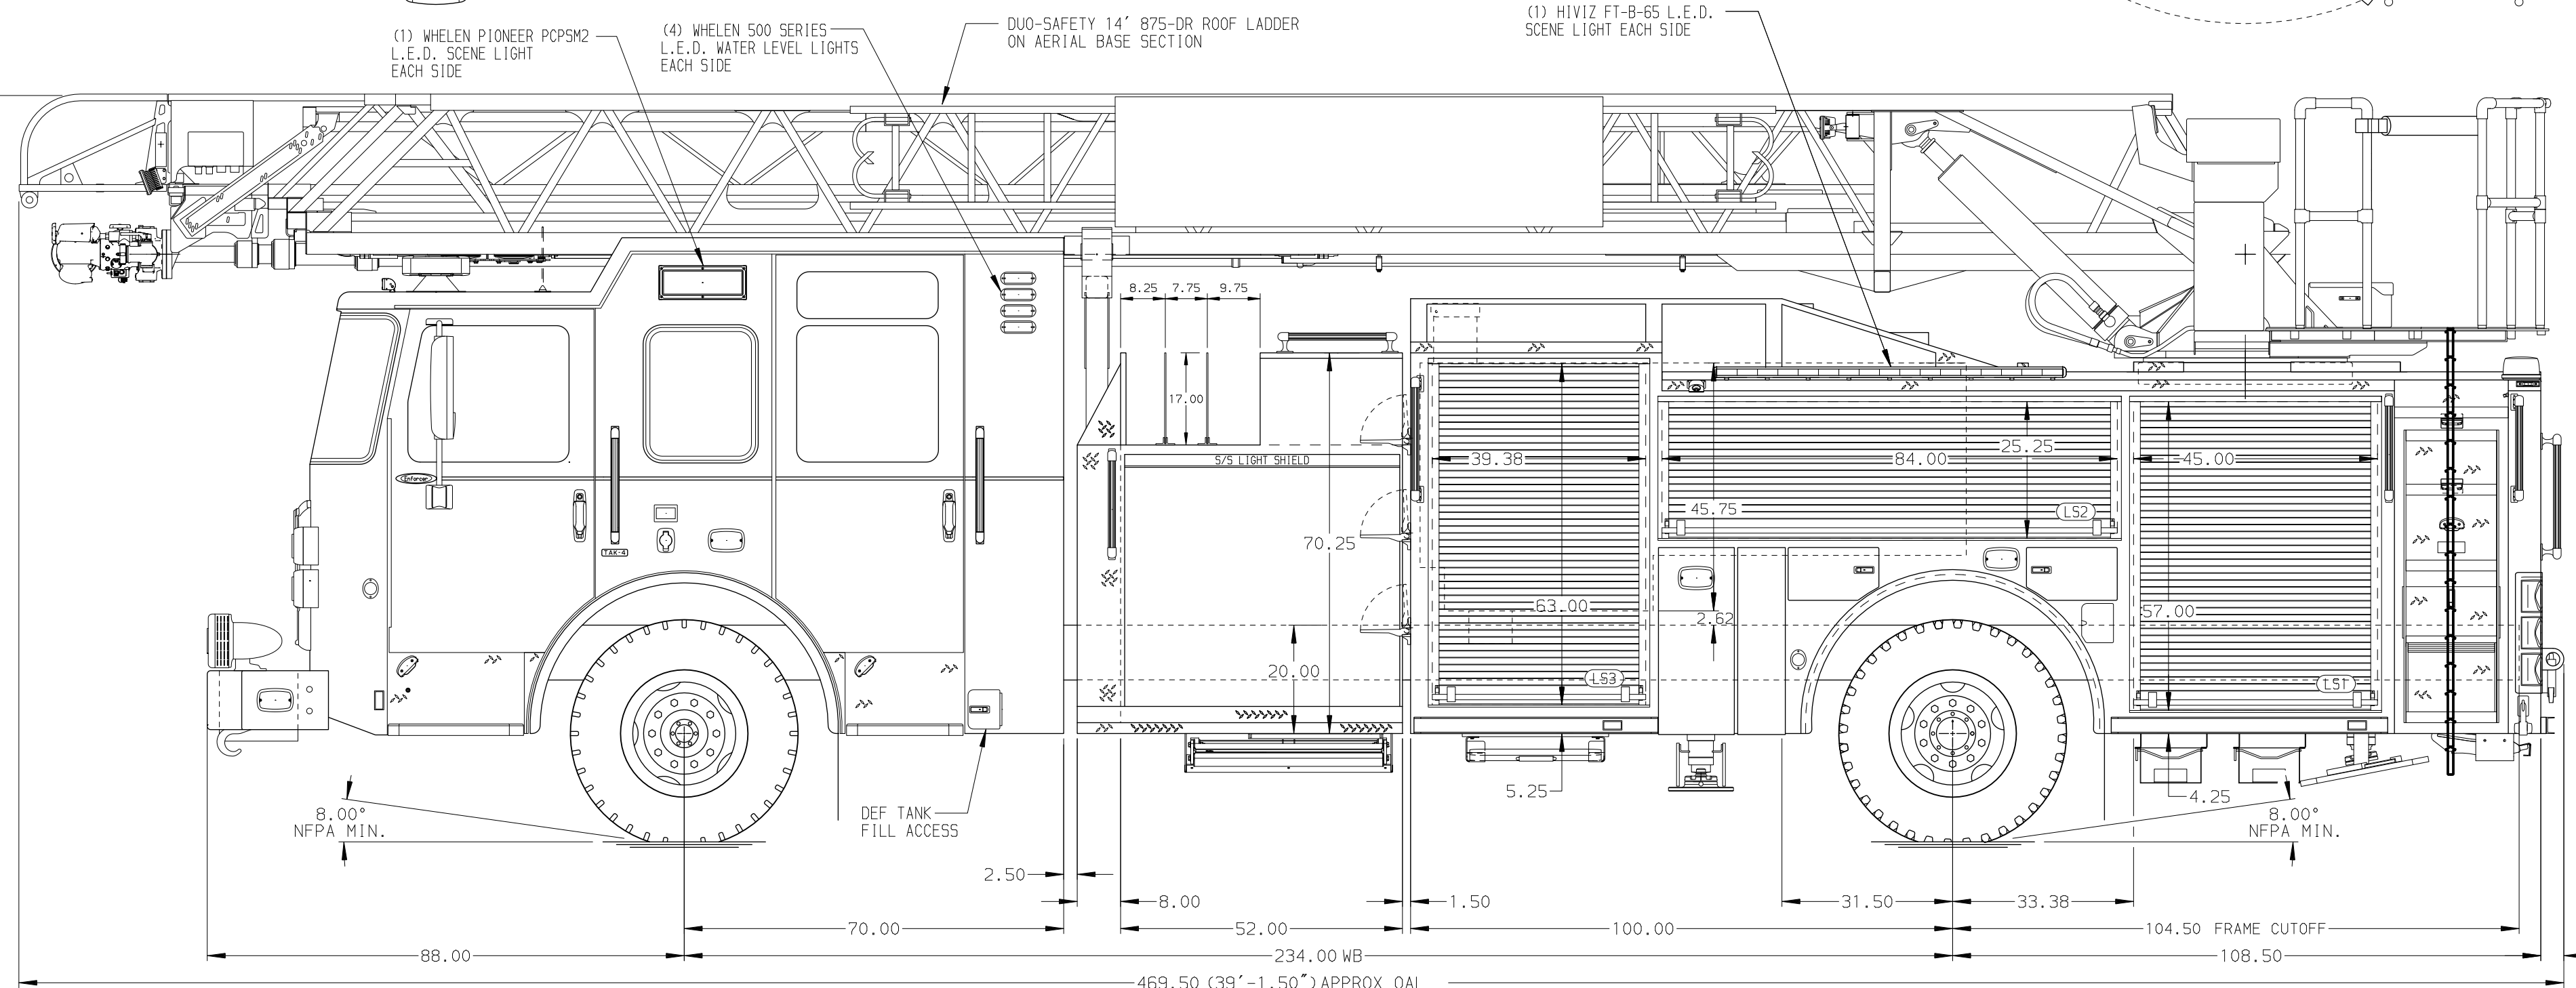 (1) WHELEN PIONEER PCPSM2
L.E.D. SCENE LIGHT
EACH SIDE
(4) WHELEN 500 SERIES
L.E.D. WATER LEVEL LIGHTS
EACH SIDE
DUO-SAFETY 14' 875-DR ROOF LADDER
ON AERIAL BASE SECTION
(1) HIVIZ FT-B-65 L.E.D.
SCENE LIGHT EACH SIDE
8.25
7.75
9.75
17.00
S/S LIGHT SHIELD
39.38
84.00
25.25
45.00
Enforcer
45.75
LS2
TAK-4
70.25
63.00
2.62
57.00
20.00
LS3
LS1
5.25
4.25
8.00°
NFPA MIN.
DEF TANK
FILL ACCESS
8.00°
NFPA MIN.
2.50
8.00
1.50
31.50
33.38
70.00
52.00
100.00
104.50 FRAME CUTOFF
88.00
234.00 WB
108.50
469.50 (39'-1.50") APPROX OAL